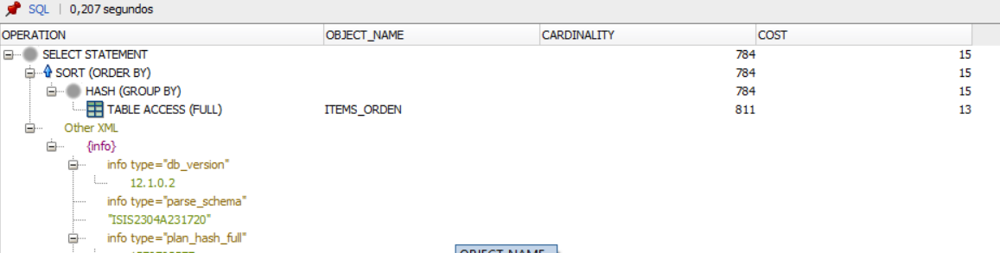 SQL | 0,207 segundos
OPERATION OBJECT_NAME CARDINALITY COST
SELECT STATEMENT 784 15
SORT (ORDER BY) 784 15
HASH (GROUP BY) 784 15
TABLE ACCESS (FULL) ITEMS_ORDEN 811 13
Other XML
{info}
info type="db_version"
12.1.0.2
info type="parse_schema"
"ISIS2304A231720"
info type="plan_hash_full"
OBJECT_NAME